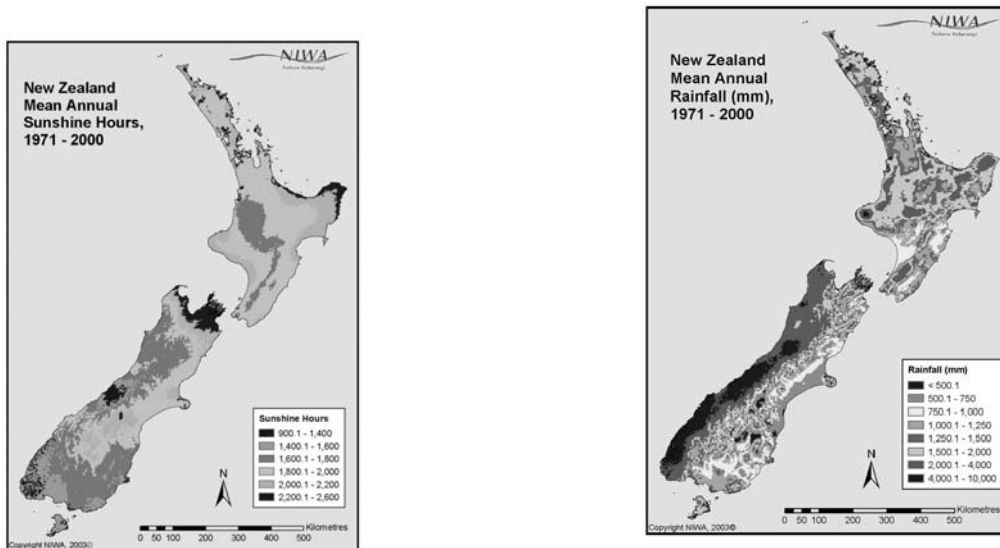 NIWA
Taihoro Nukurangi
New Zealand
Mean Annual
Sunshine Hours,
1971 - 2000
Sunshine Hours
900.1 - 1,400
1,400.1 - 1,600
1,600.1 - 1,800
1,800.1 - 2,000
2,000.1 - 2,200
2,200.1 - 2,600
N
Kilometres
0 50 100 200 300 400 500
Copyright NIWA, 2003©
NIWA
Taihoro Nukurangi
New Zealand
Mean Annual
Rainfall (mm),
1971 - 2000
Rainfall (mm)
< 500.1
500.1 - 750
750.1 - 1,000
1,000.1 - 1,250
1,250.1 - 1,500
1,500.1 - 2,000
2,000.1 - 4,000
4,000.1 - 10,000
N
Kilometres
0 50 100 200 300 400 500
Copyright NIWA, 2003©